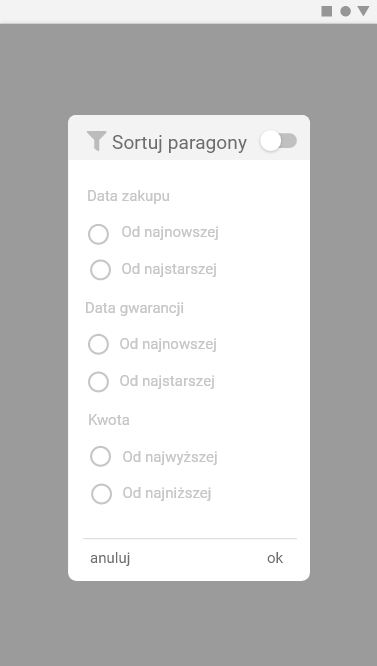 Sortuj paragony
Data zakupu
Od najnowszej
Od najstarszej
Data gwarancji
Od najnowszej
Od najstarszej
Kwota
Od najwyższej
Od najniższej
anuluj ok